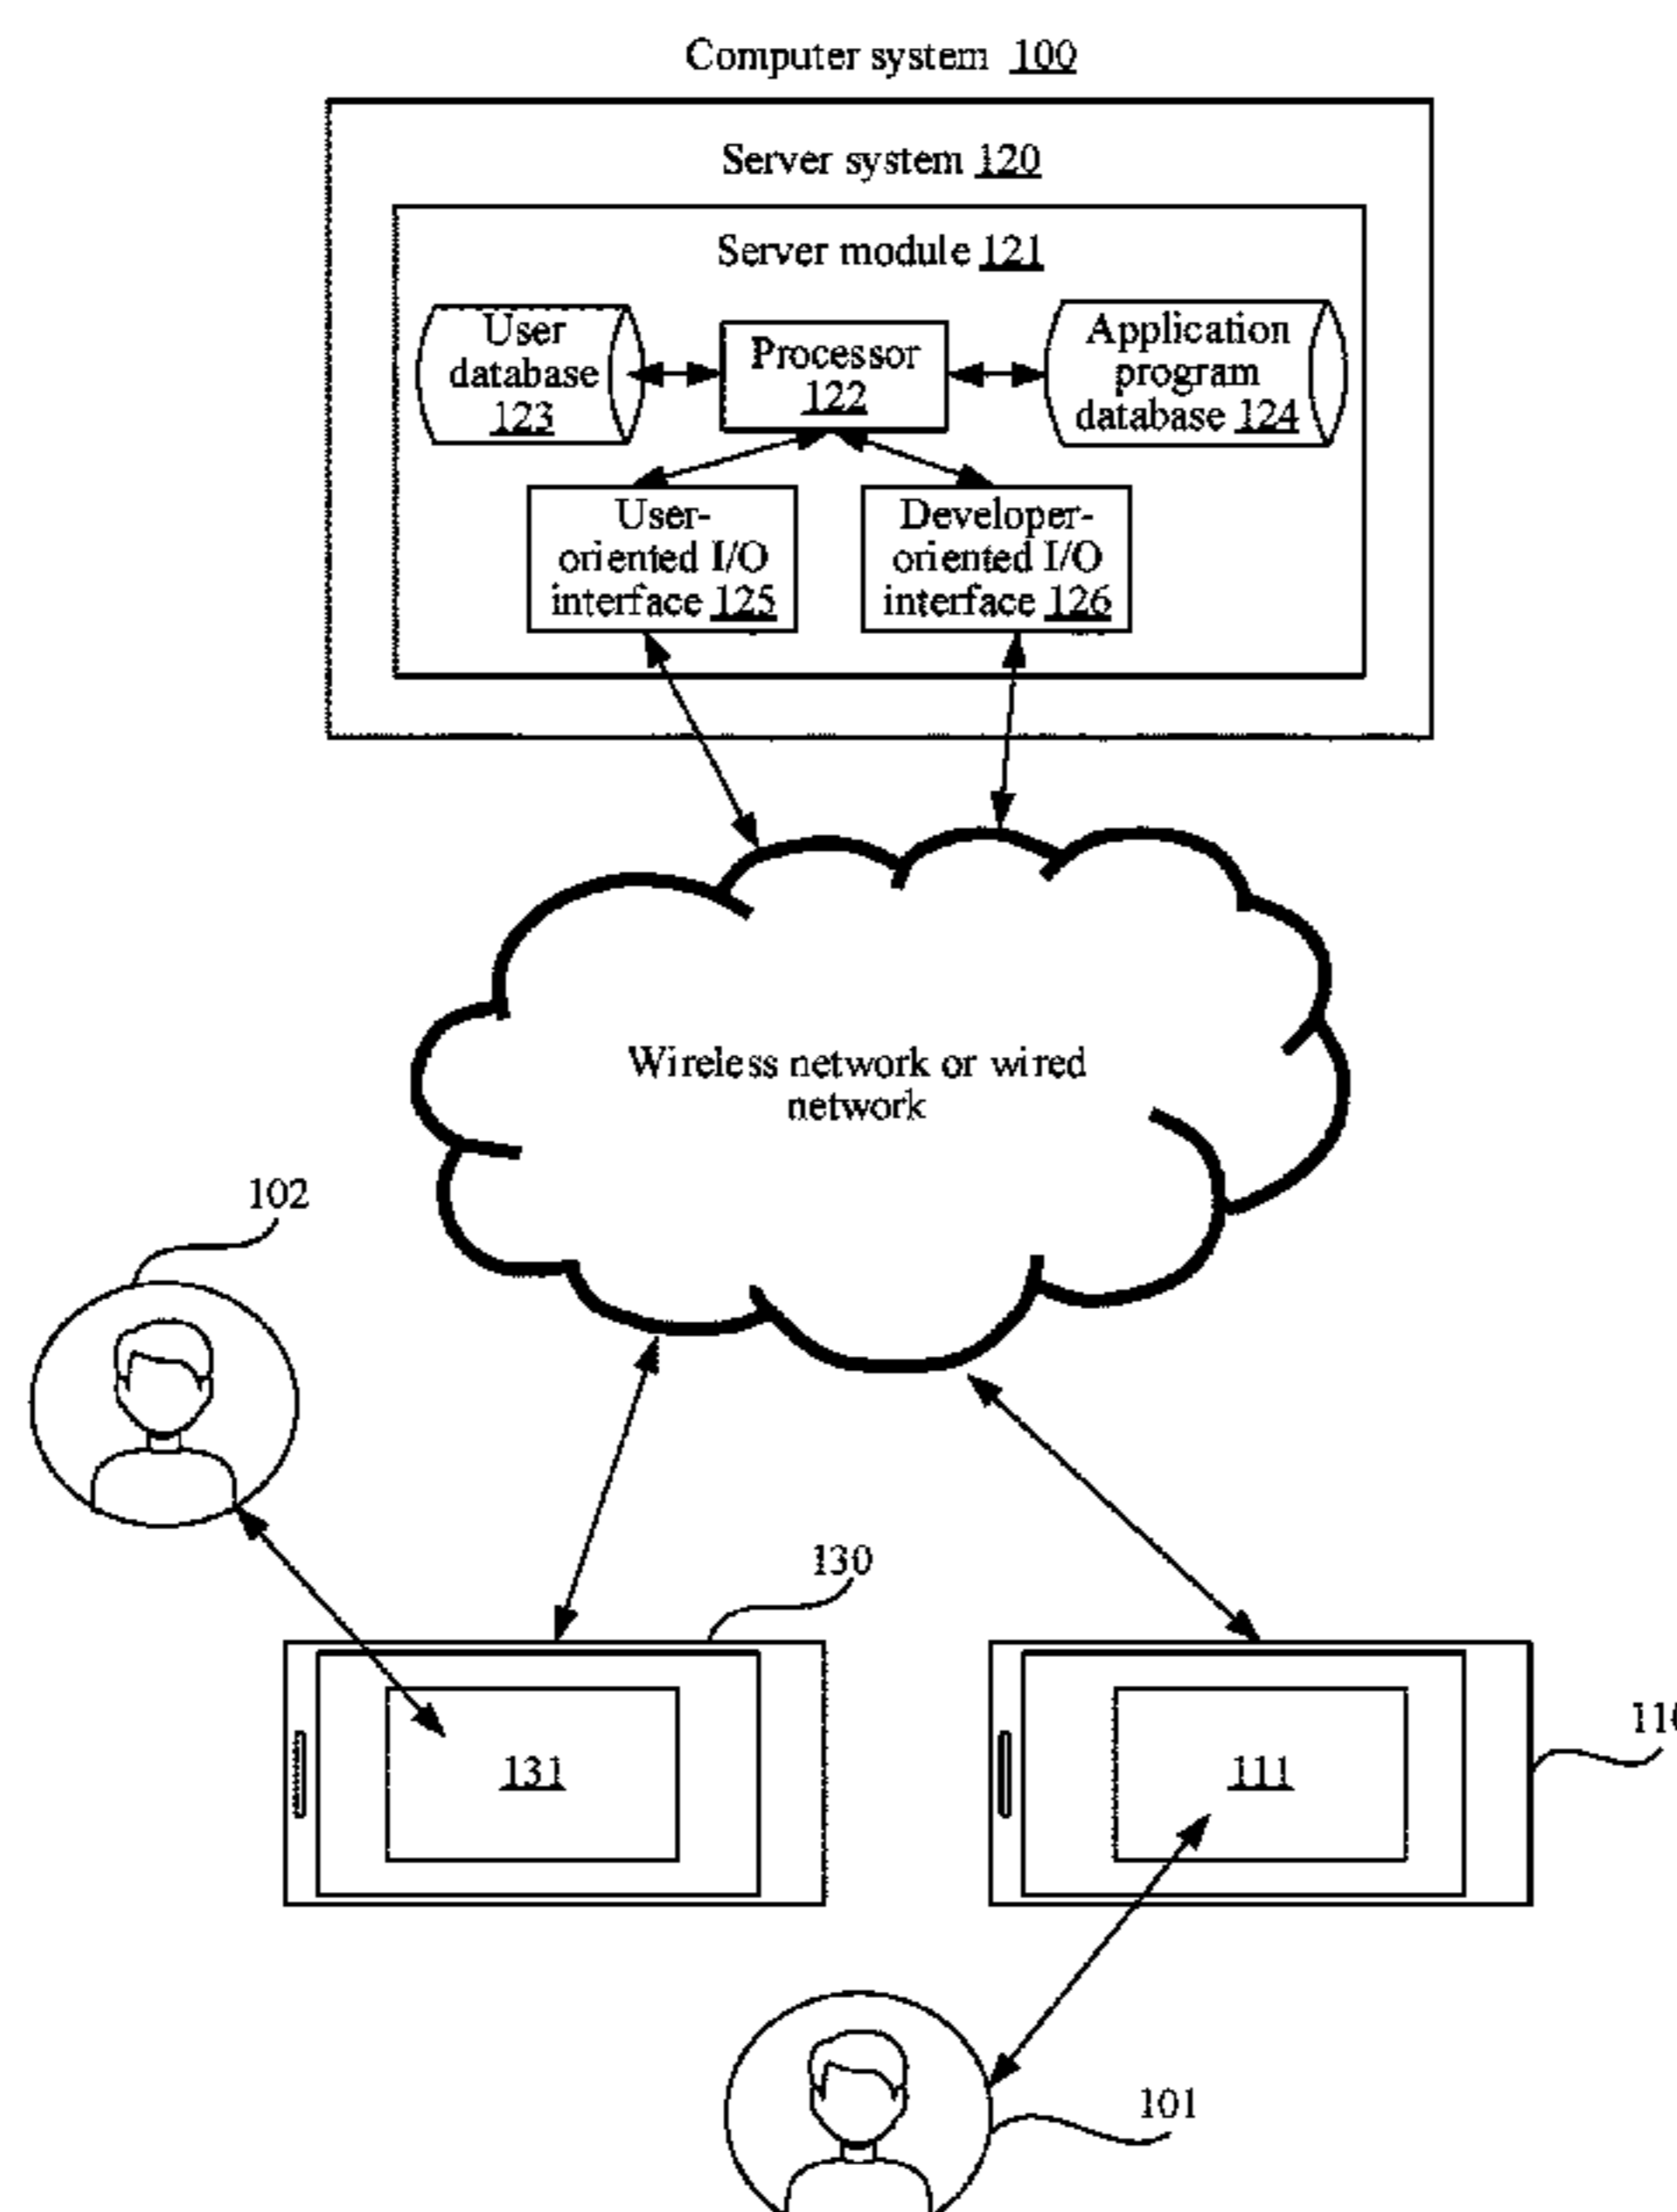 Computer system 100
Server system 120
Server module 121
User
database
123
Processor
122
Application
program
database 124
User-
oriented I/O
interface 125
Developer-
oriented I/O
interface 126
Wireless network or wired
network
102
130
131
111
101